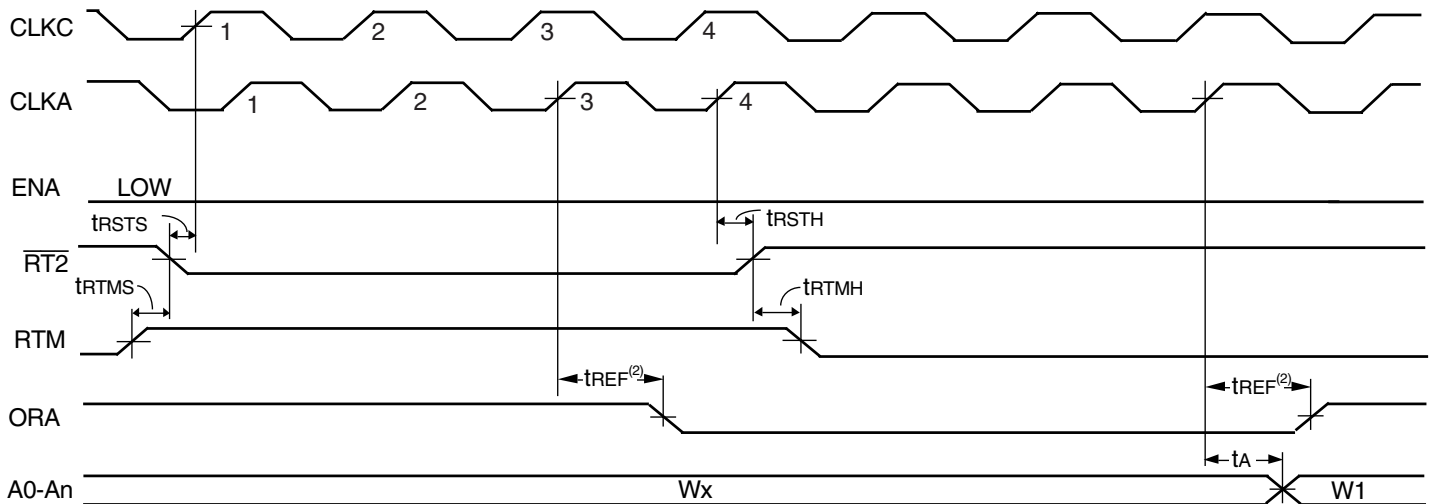 CLKC 1 2 3 4
CLKA 1 2 3 4
ENA LOW
tRSTS tRSTH
RT2
tRTMS tRTMH
RTM
tREF(2) tREF(2)
ORA
tA
A0-An Wx W1